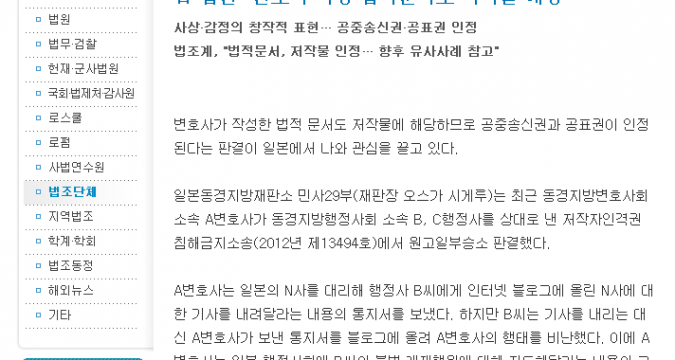 법원
법무·검찰
헌재·군사법원
국회·법제처·감사원
로스쿨
로펌
사법연수원
법조단체
지역법조
학계·학회
법조동정
해외뉴스
기타
사상·감정의 창작적 표현… 공중송신권·공표권 인정
법조계, "법적문서, 저작물 인정… 향후 유사사례 참고"
변호사가 작성한 법적 문서도 저작물에 해당하므로 공중송신권과 공표권이 인정
된다는 판결이 일본에서 나와 관심을 끌고 있다.
일본동경지방재판소 민사29부(재판장 오스가 시게루)는 최근 동경지방변호사회
소속 A변호사가 동경지방행정사회 소속 B, C행정사를 상대로 낸 저작자인격권
침해금지소송(2012년 제13494호)에서 원고일부승소 판결했다.
A변호사는 일본의 N사를 대리해 행정사 B씨에게 인터넷 블로그에 올린 N사에 대
한 기사를 내려달라는 내용의 통지서를 보냈다. 하지만 B씨는 기사를 내리는 대
신 A변호사가 보낸 통지서를 블로그에 올려 A변호사의 행태를 비난했다. 이에 A